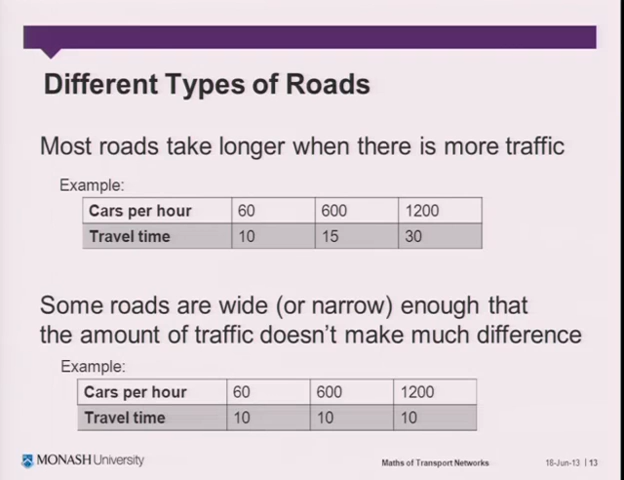 Different Types of Roads
Most roads take longer when there is more traffic
Example:
Cars per hour 60 600 1200
Travel time 10 15 30
Some roads are wide (or narrow) enough that
the amount of traffic doesn't make much difference
Example:
Cars per hour 60 600 1200
Travel time 10 10 10
MONASH University
Maths of Transport Networks
16-Jun-13 | 13